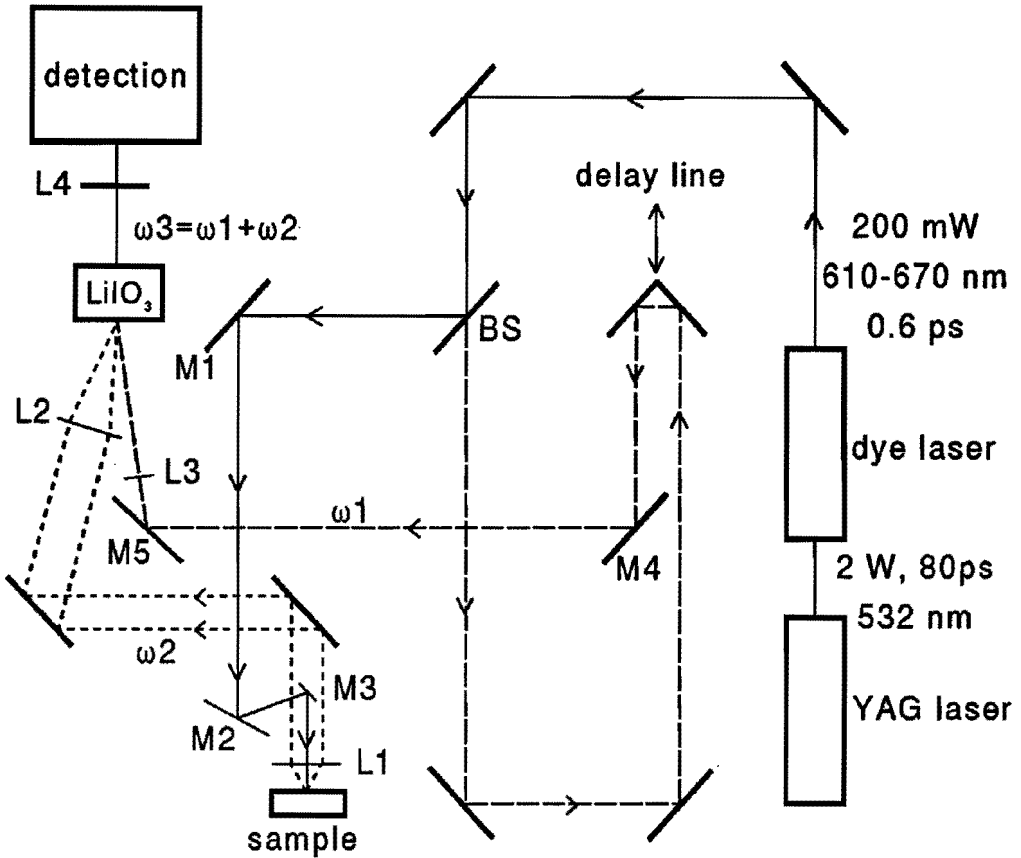 detection
L4
ω3=ω1+ω2
LiIO₃
delay line
200 mW
610-670 nm
0.6 ps
BS
M1
L2
L3
dye laser
ω1
M5
M4
2 W, 80ps
532 nm
ω2
M3
M2
YAG laser
L1
sample